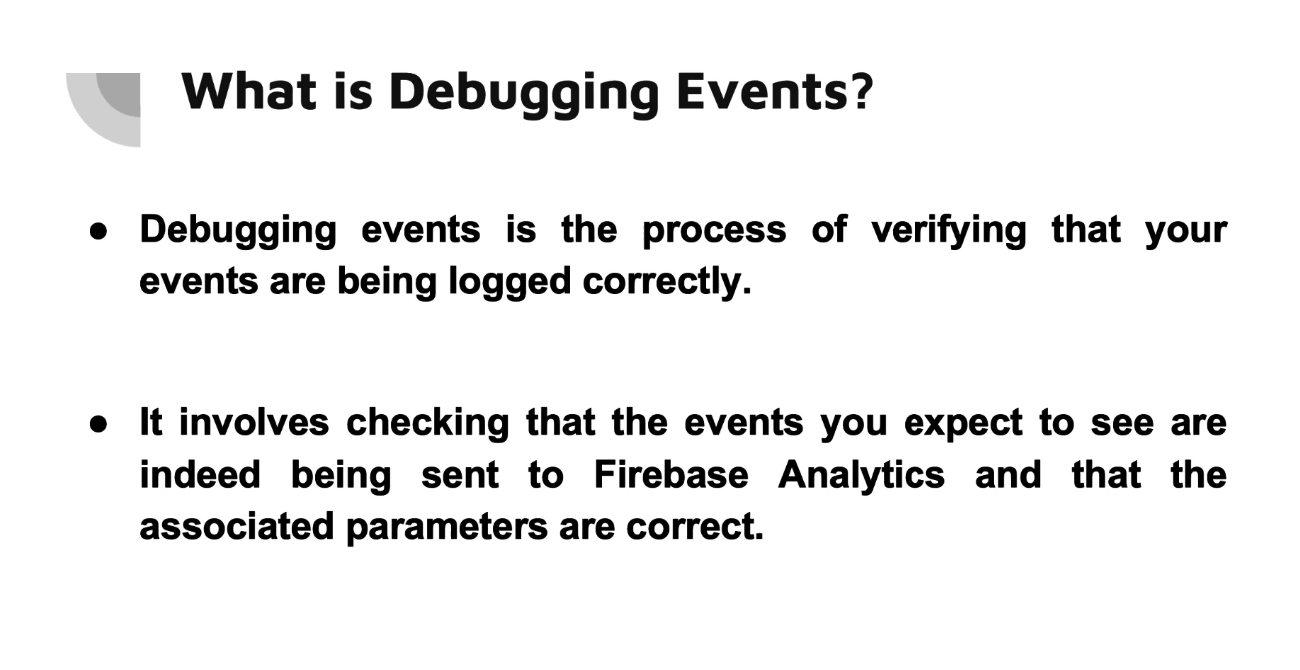 What is Debugging Events?
● Debugging events is the process of verifying that your
events are being logged correctly.
● It involves checking that the events you expect to see are
indeed being sent to Firebase Analytics and that the
associated parameters are correct.